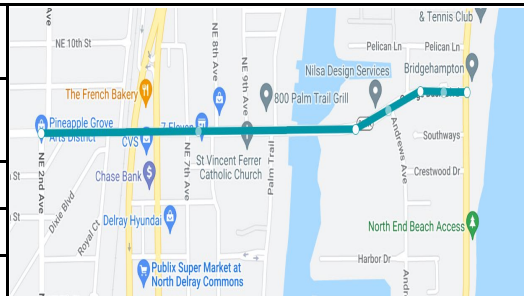 Ave
& Tennis Club
NE 10th St
Pelican Ln
Pelican Ln
NE 8th Ave
NE 9th Ave
Nilsa Design Services
Bridgehampton
The French Bakery
800 Palm Trail Grill
Pineapple Grove
Arts District
7 Eleven
CVS
NE 2nd Ave
NE 7th Ave
St Vincent Ferrer
Catholic Church
Palm Trail
Andrews Ave
Southways
Crestwood Dr
Chase Bank
St
Dixie Blvd
Royal Ct
St
Delray Hyundai
North End Beach Access
Harbor Dr
Publix Super Market at
North Delray Commons
Andr